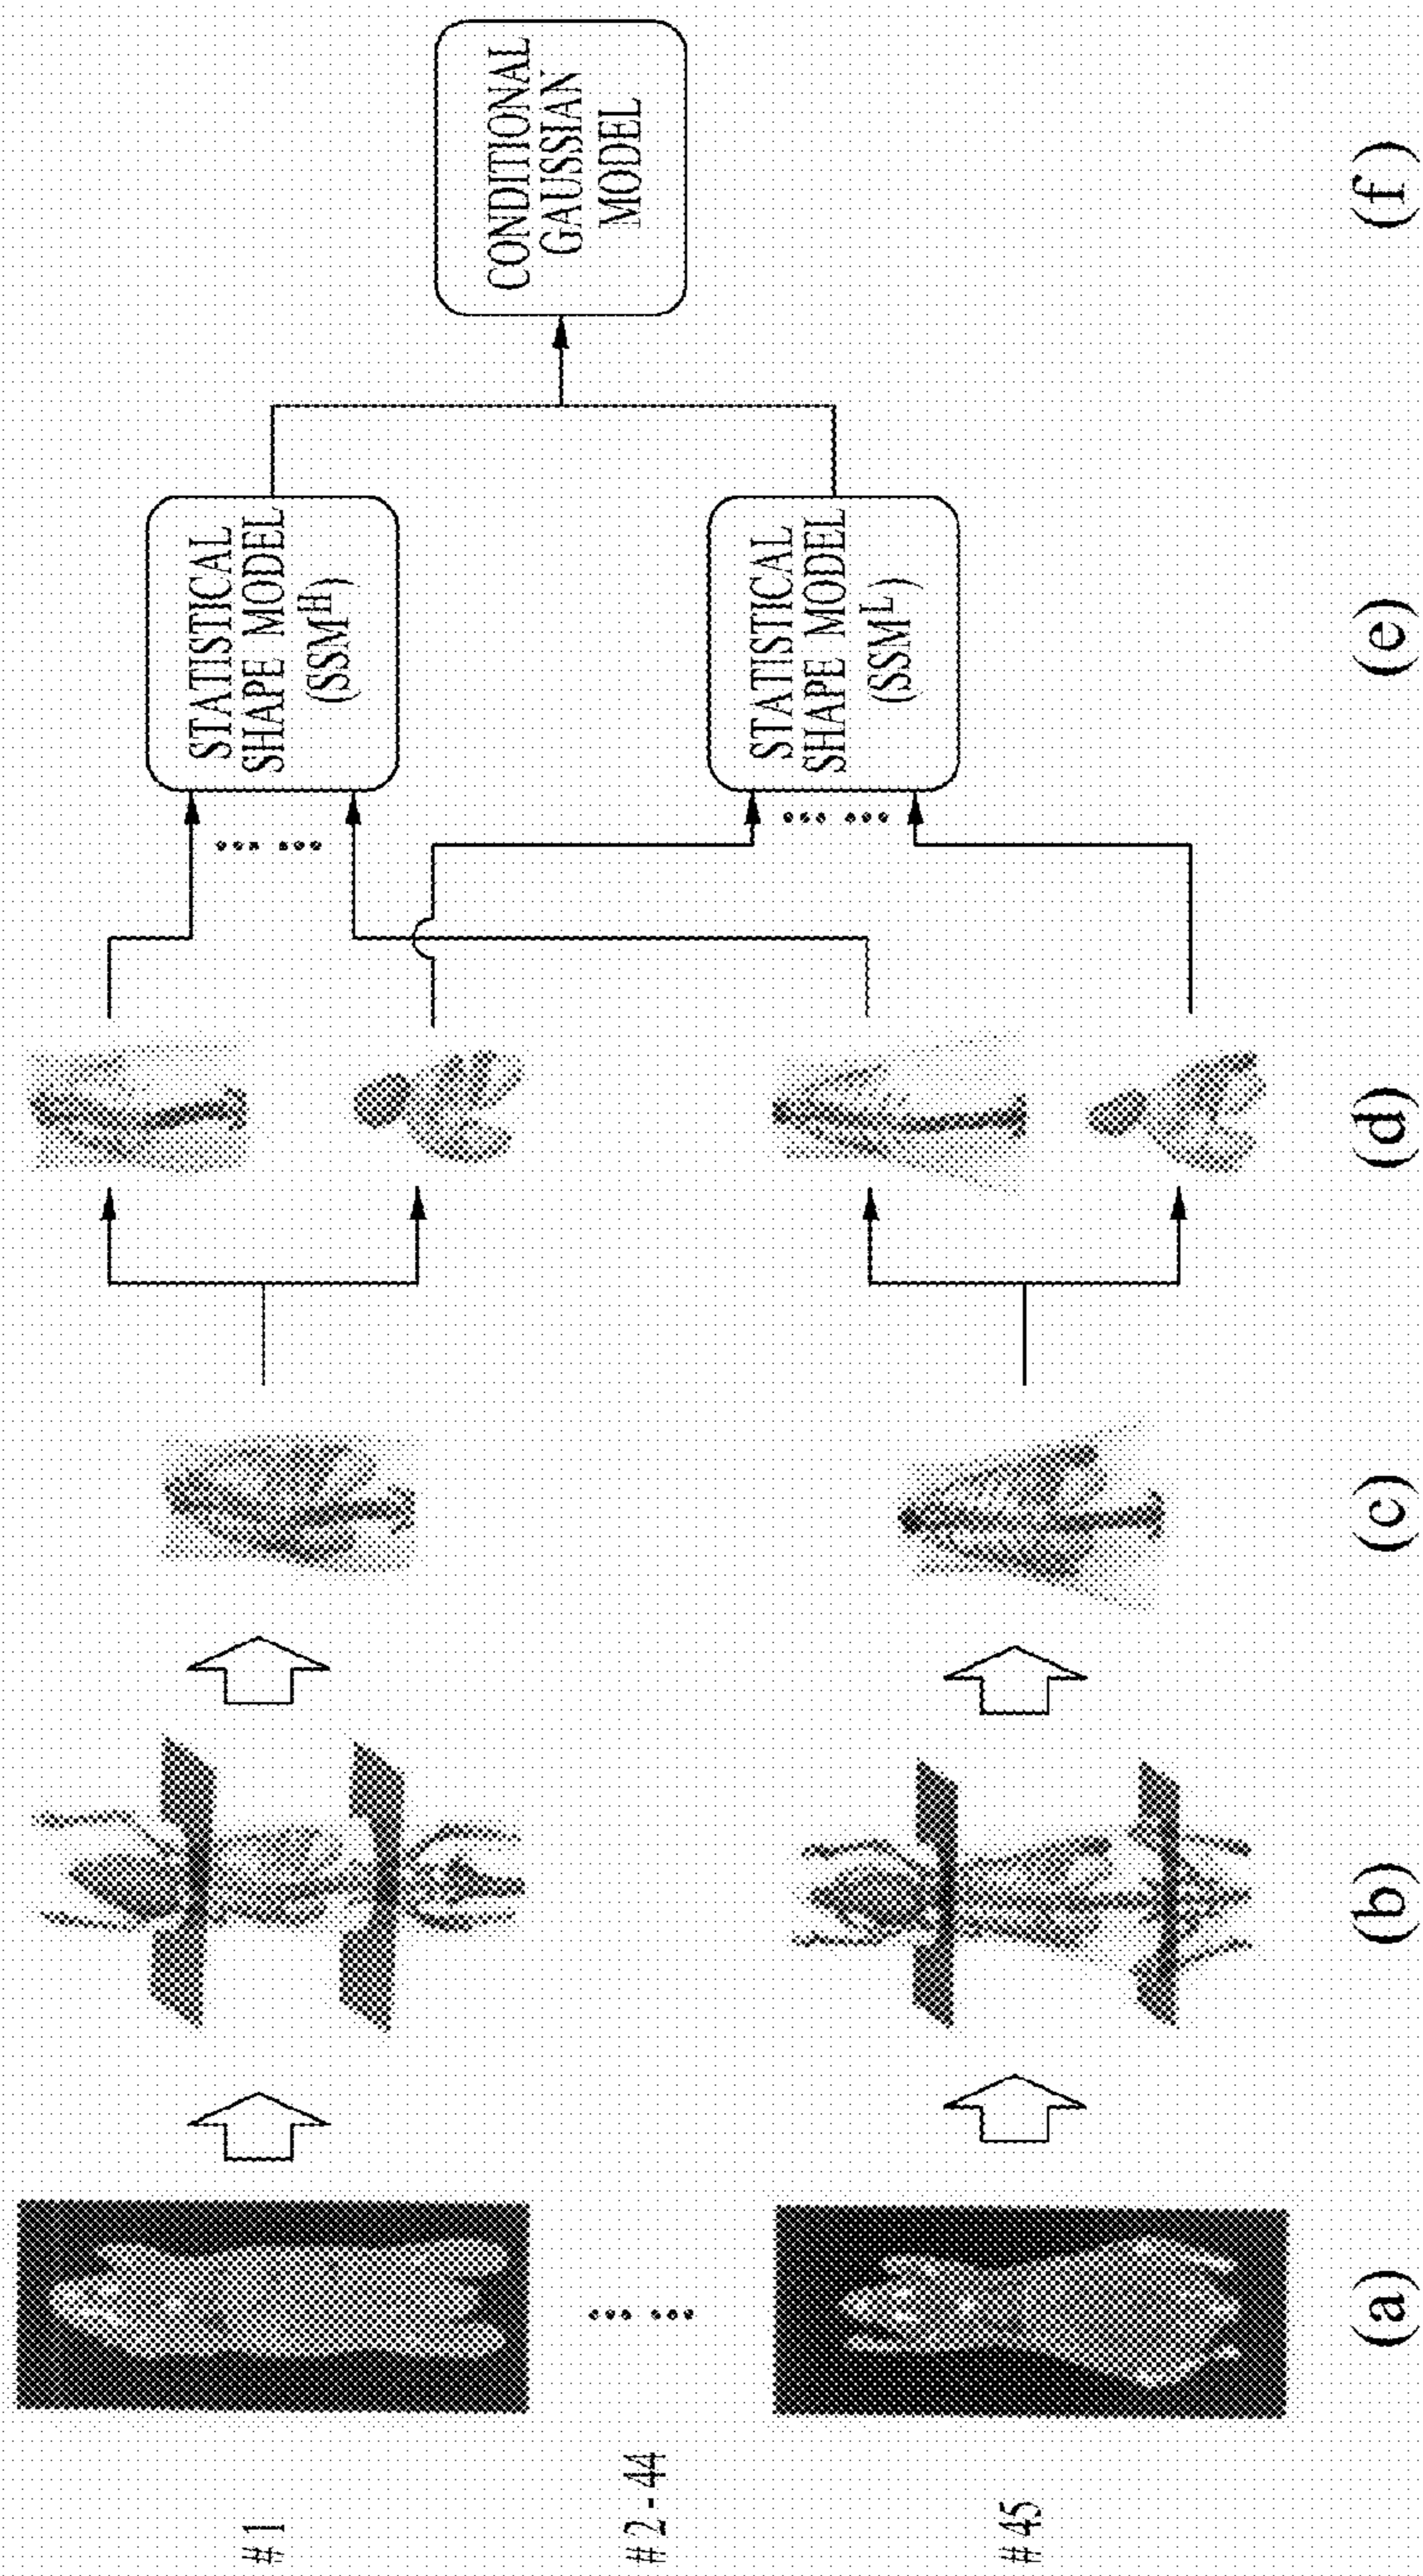 #1
#2-44
#45
STATISTICAL
SHAPE MODEL
(SSM^H)
STATISTICAL
SHAPE MODEL
(SSM^L)
CONDITIONAL
GAUSSIAN
MODEL
(a)
(b)
(c)
(d)
(e)
(f)